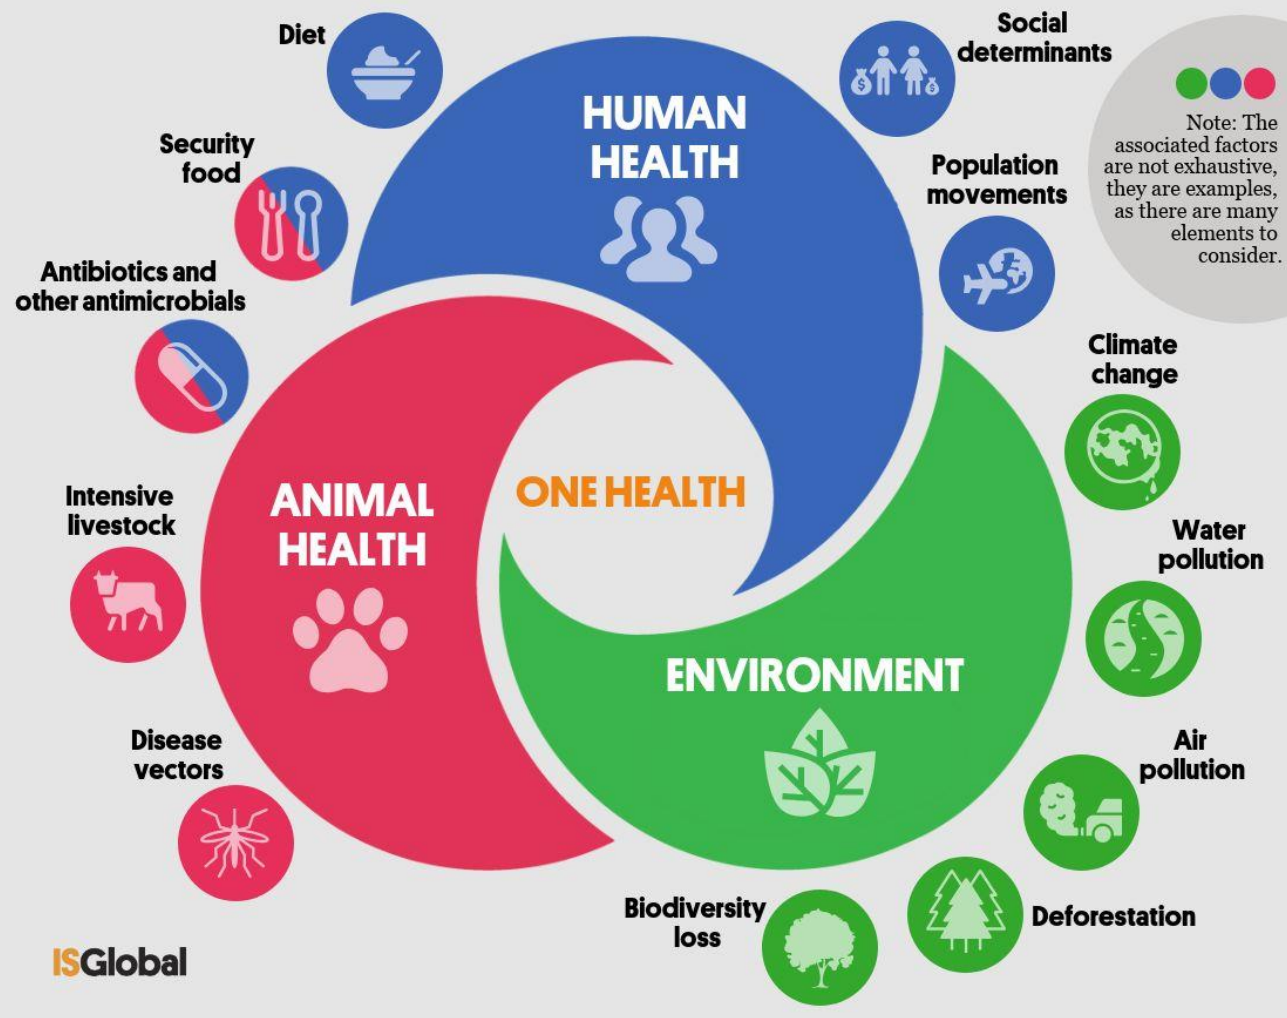 Diet
Social
determinants
HUMAN
HEALTH
Note: The
associated factors
are not exhaustive,
they are examples,
as there are many
elements to
consider.
Security
food
Population
movements
Antibiotics and
other antimicrobials
Climate
change
Intensive
livestock
ANIMAL
HEALTH
ONE HEALTH
Water
pollution
ENVIRONMENT
Disease
vectors
Air
pollution
Biodiversity
loss
Deforestation
ISGlobal